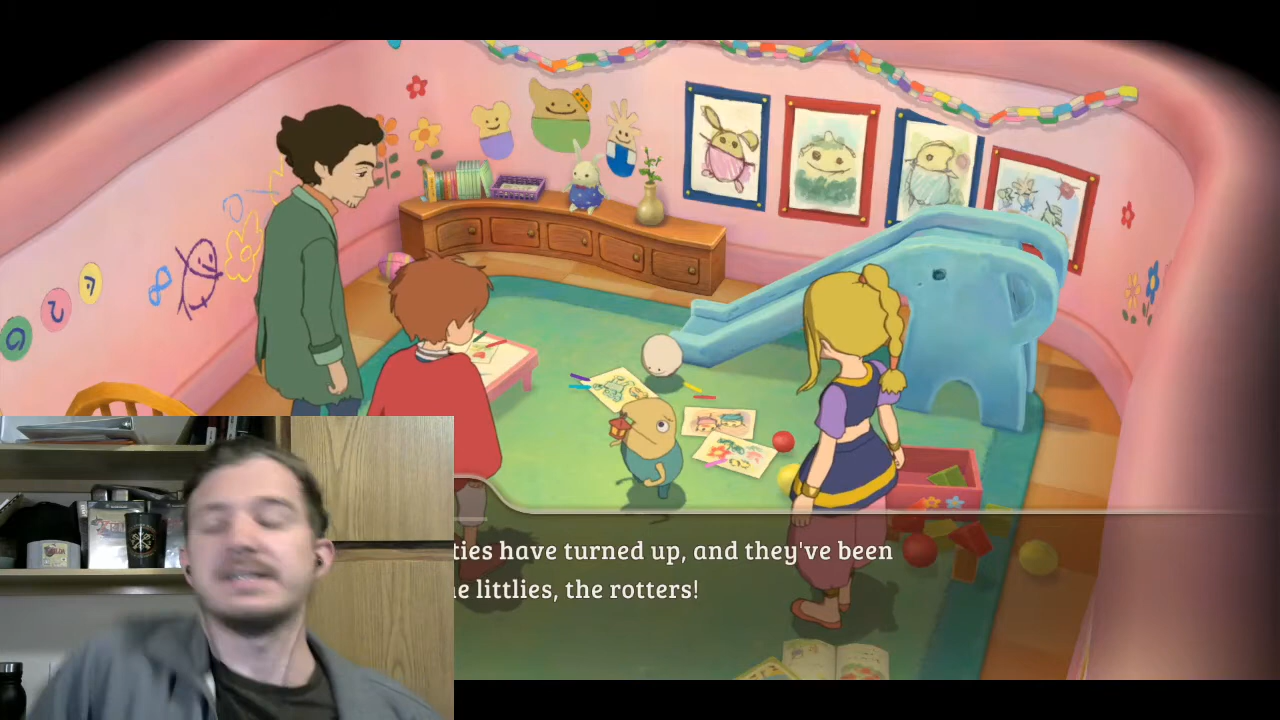 ties have turned up, and they've been
e littlies, the rotters!